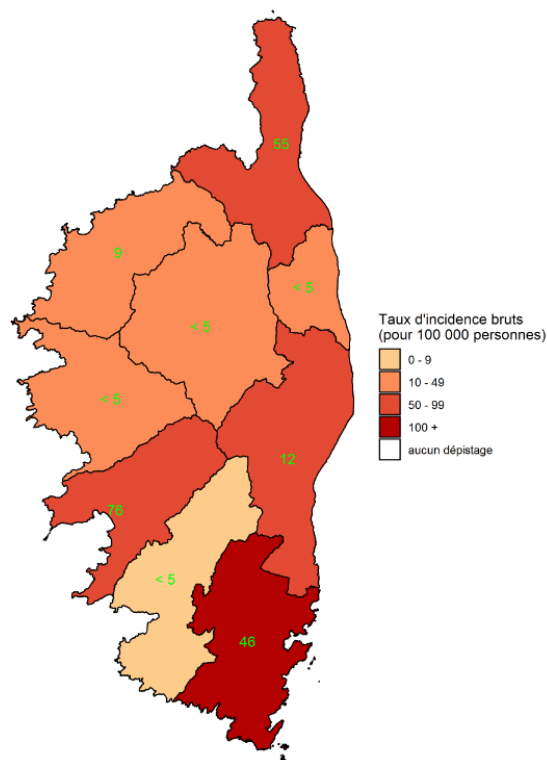 55
9
< 5
< 5
< 5
12
76
< 5
46
Taux d'incidence bruts
(pour 100 000 personnes)
0 - 9
10 - 49
50 - 99
100 +
aucun dépistage